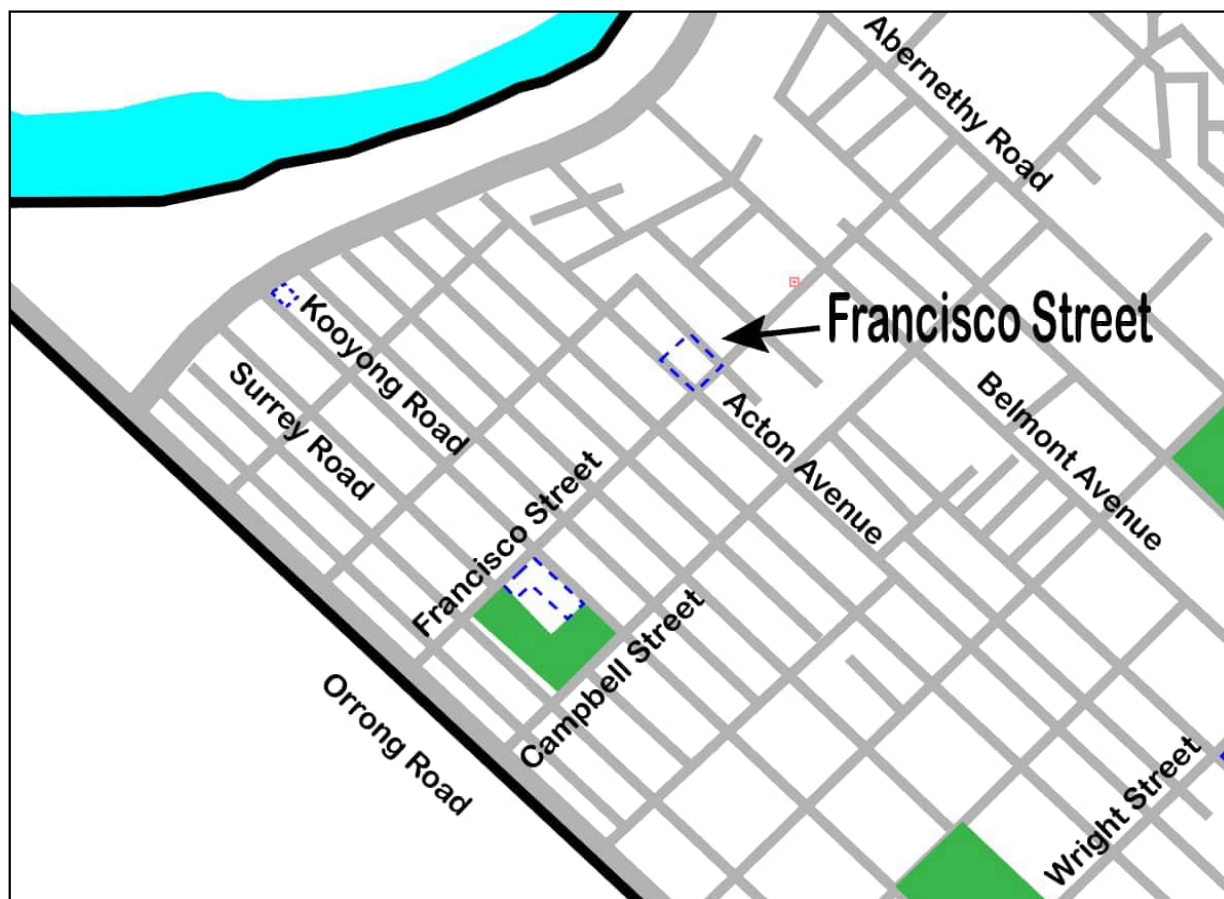 Abernethy Road
Francisco Street
Kooyong Road
Surrey Road
Belmont Avenue
Acton Avenue
Francisco Street
Campbell Street
Orrong Road
Wright Street